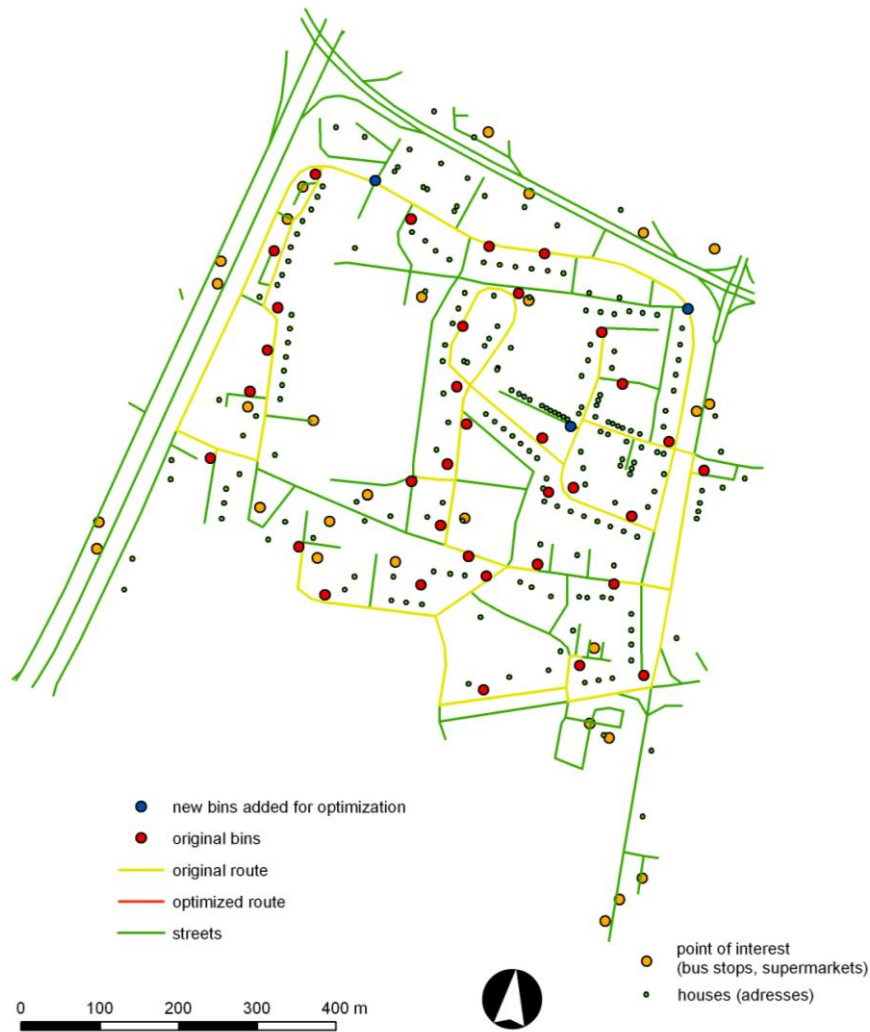 new bins added for optimization
original bins
original route
optimized route
streets
point of interest
(bus stops, supermarkets)
houses (adresses)
0 100 200 300 400 m